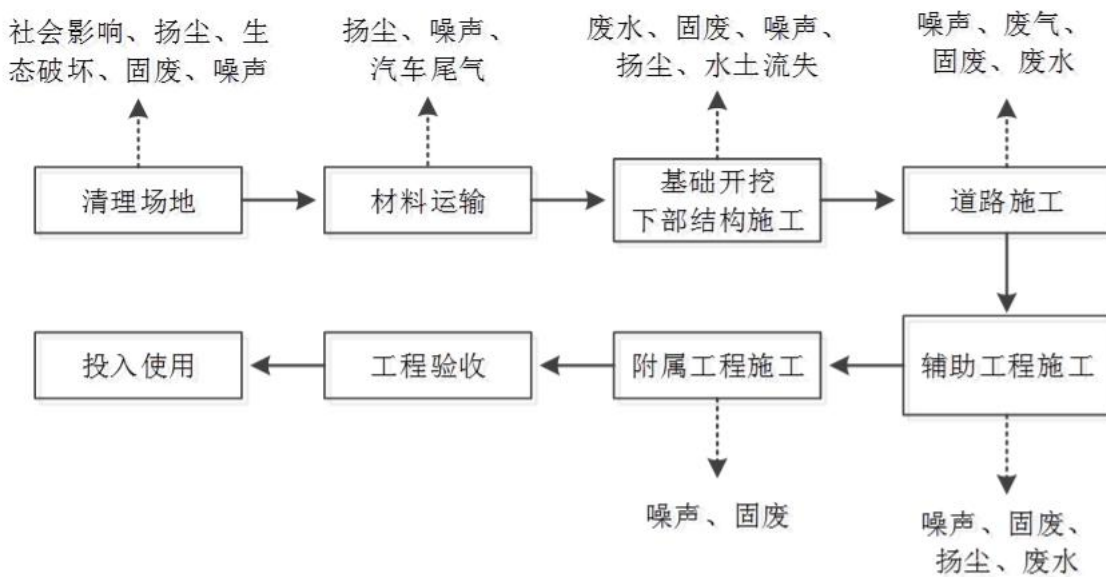 社会影响、扬尘、生
态破坏、固废、噪声
扬尘、噪声、
汽车尾气
废水、固废、噪声、
扬尘、水土流失
噪声、废气、
固废、废水
清理场地
材料运输
基础开挖
下部结构施工
道路施工
投入使用
工程验收
附属工程施工
辅助工程施工
噪声、固废
噪声、固废、
扬尘、废水